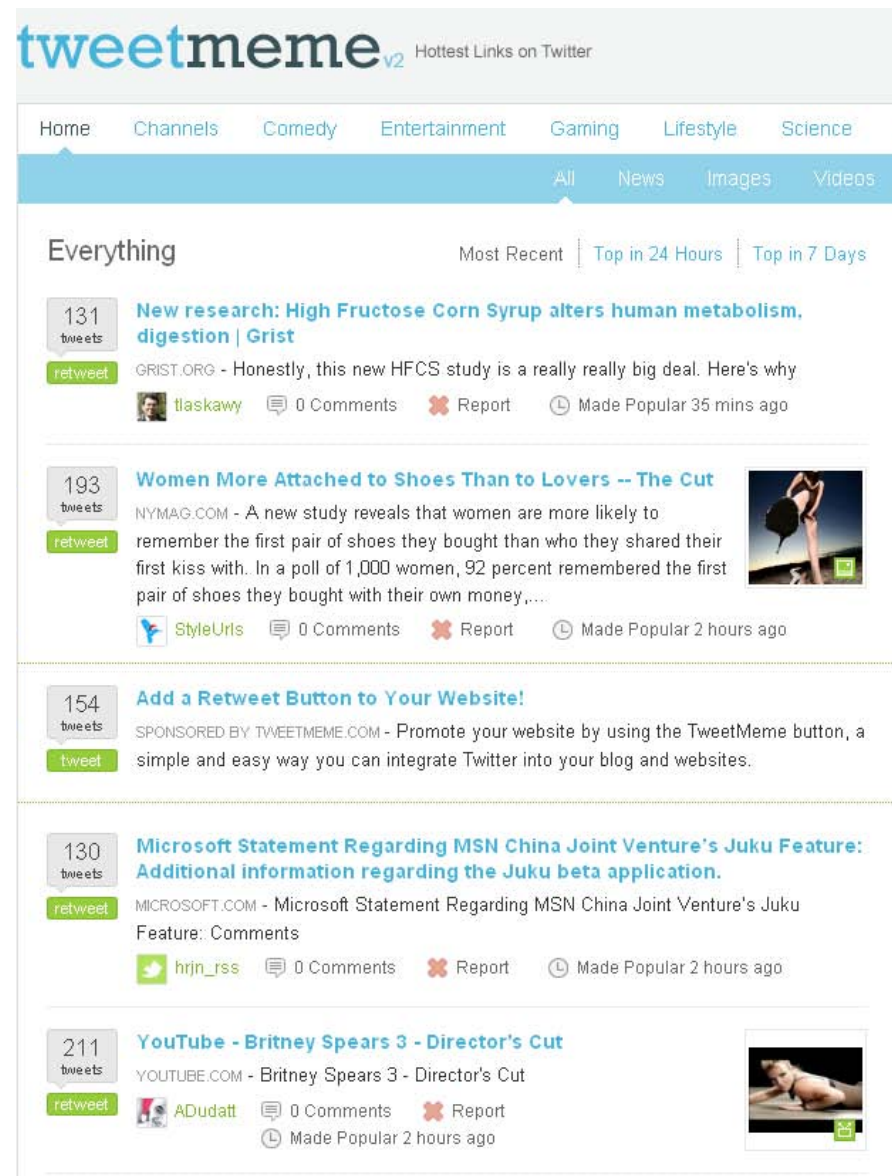 tweetmeme v2 Hottest Links on Twitter
Home Channels Comedy Entertainment Gaming Lifestyle Science
All News Images Videos
Everything
Most Recent Top in 24 Hours Top in 7 Days
131
tweets
retweet
New research: High Fructose Corn Syrup alters human metabolism,
digestion | Grist
GRIST.ORG - Honestly, this new HFCS study is a really really big deal. Here's why
tlaskawy 0 Comments Report Made Popular 35 mins ago
193
tweets
retweet
Women More Attached to Shoes Than to Lovers -- The Cut
NYMAG.COM - A new study reveals that women are more likely to
remember the first pair of shoes they bought than who they shared their
first kiss with. In a poll of 1,000 women, 92 percent remembered the first
pair of shoes they bought with their own money,...
StyleUrls 0 Comments Report Made Popular 2 hours ago
154
tweets
tweet
Add a Retweet Button to Your Website!
SPONSORED BY TWEETMEME.COM - Promote your website by using the TweetMeme button, a
simple and easy way you can integrate Twitter into your blog and websites.
130
tweets
retweet
Microsoft Statement Regarding MSN China Joint Venture's Juku Feature:
Additional information regarding the Juku beta application.
MICROSOFT.COM - Microsoft Statement Regarding MSN China Joint Venture's Juku
Feature: Comments
hrjn_rss 0 Comments Report Made Popular 2 hours ago
211
tweets
retweet
YouTube - Britney Spears 3 - Director's Cut
YOUTUBE.COM - Britney Spears 3 - Director's Cut
ADudatt 0 Comments Report
Made Popular 2 hours ago